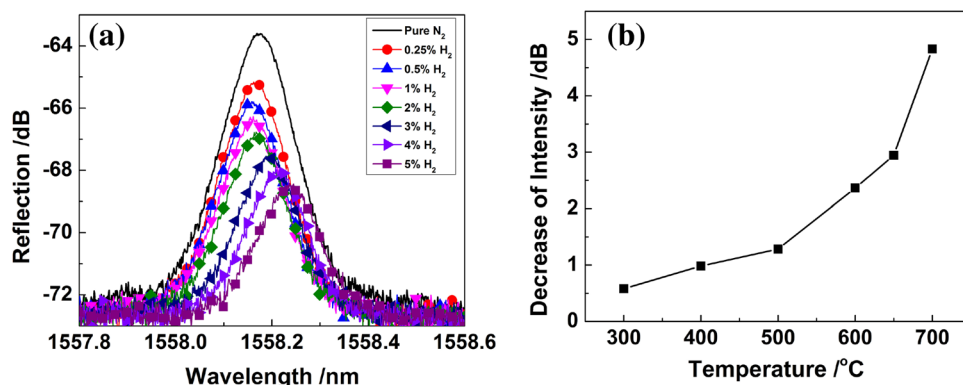 (a)
Pure N₂
0.25% H₂
0.5% H₂
1% H₂
2% H₂
3% H₂
4% H₂
5% H₂
-64
-66
-68
-70
-72
Reflection /dB
1557.8 1558.0 1558.2 1558.4 1558.6
Wavelength /nm
(b)
5
4
3
2
1
0
Decrease of Intensity /dB
300 400 500 600 700
Temperature /°C